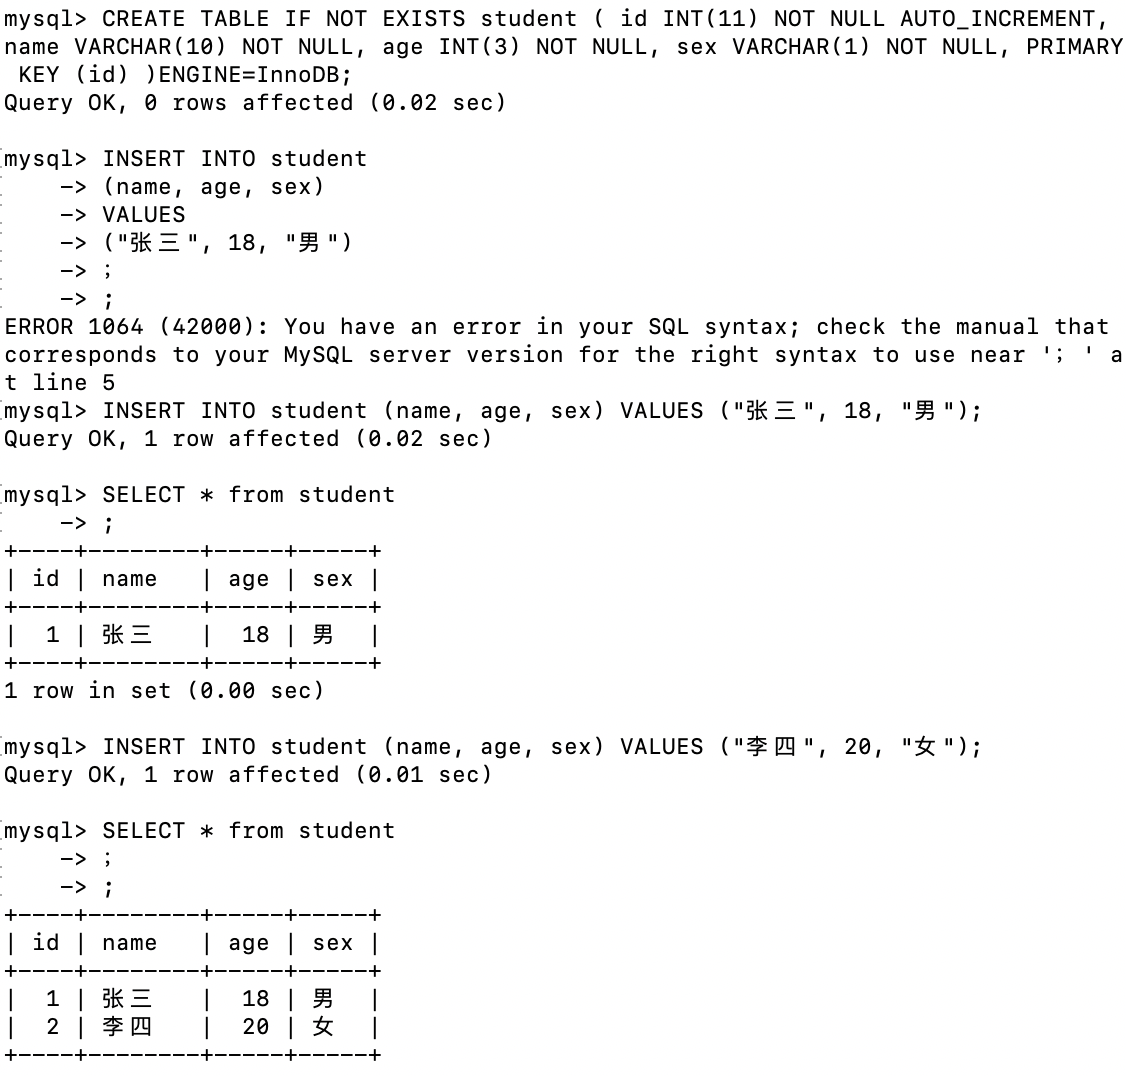 mysql> CREATE TABLE IF NOT EXISTS student ( id INT(11) NOT NULL AUTO_INCREMENT,
name VARCHAR(10) NOT NULL, age INT(3) NOT NULL, sex VARCHAR(1) NOT NULL, PRIMARY
 KEY (id) )ENGINE=InnoDB;
Query OK, 0 rows affected (0.02 sec)

mysql> INSERT INTO student
    -> (name, age, sex)
    -> VALUES
    -> ("张三", 18, "男")
    -> ；
    -> ;
ERROR 1064 (42000): You have an error in your SQL syntax; check the manual that
corresponds to your MySQL server version for the right syntax to use near '；' a
t line 5
mysql> INSERT INTO student (name, age, sex) VALUES ("张三", 18, "男");
Query OK, 1 row affected (0.02 sec)

mysql> SELECT * from student
    -> ;
+----+--------+-----+-----+
| id | name   | age | sex |
+----+--------+-----+-----+
|  1 | 张三   |  18 | 男  |
+----+--------+-----+-----+
1 row in set (0.00 sec)

mysql> INSERT INTO student (name, age, sex) VALUES ("李四", 20, "女");
Query OK, 1 row affected (0.01 sec)

mysql> SELECT * from student
    -> ；
    -> ;
+----+--------+-----+-----+
| id | name   | age | sex |
+----+--------+-----+-----+
|  1 | 张三   |  18 | 男  |
|  2 | 李四   |  20 | 女  |
+----+--------+-----+-----+